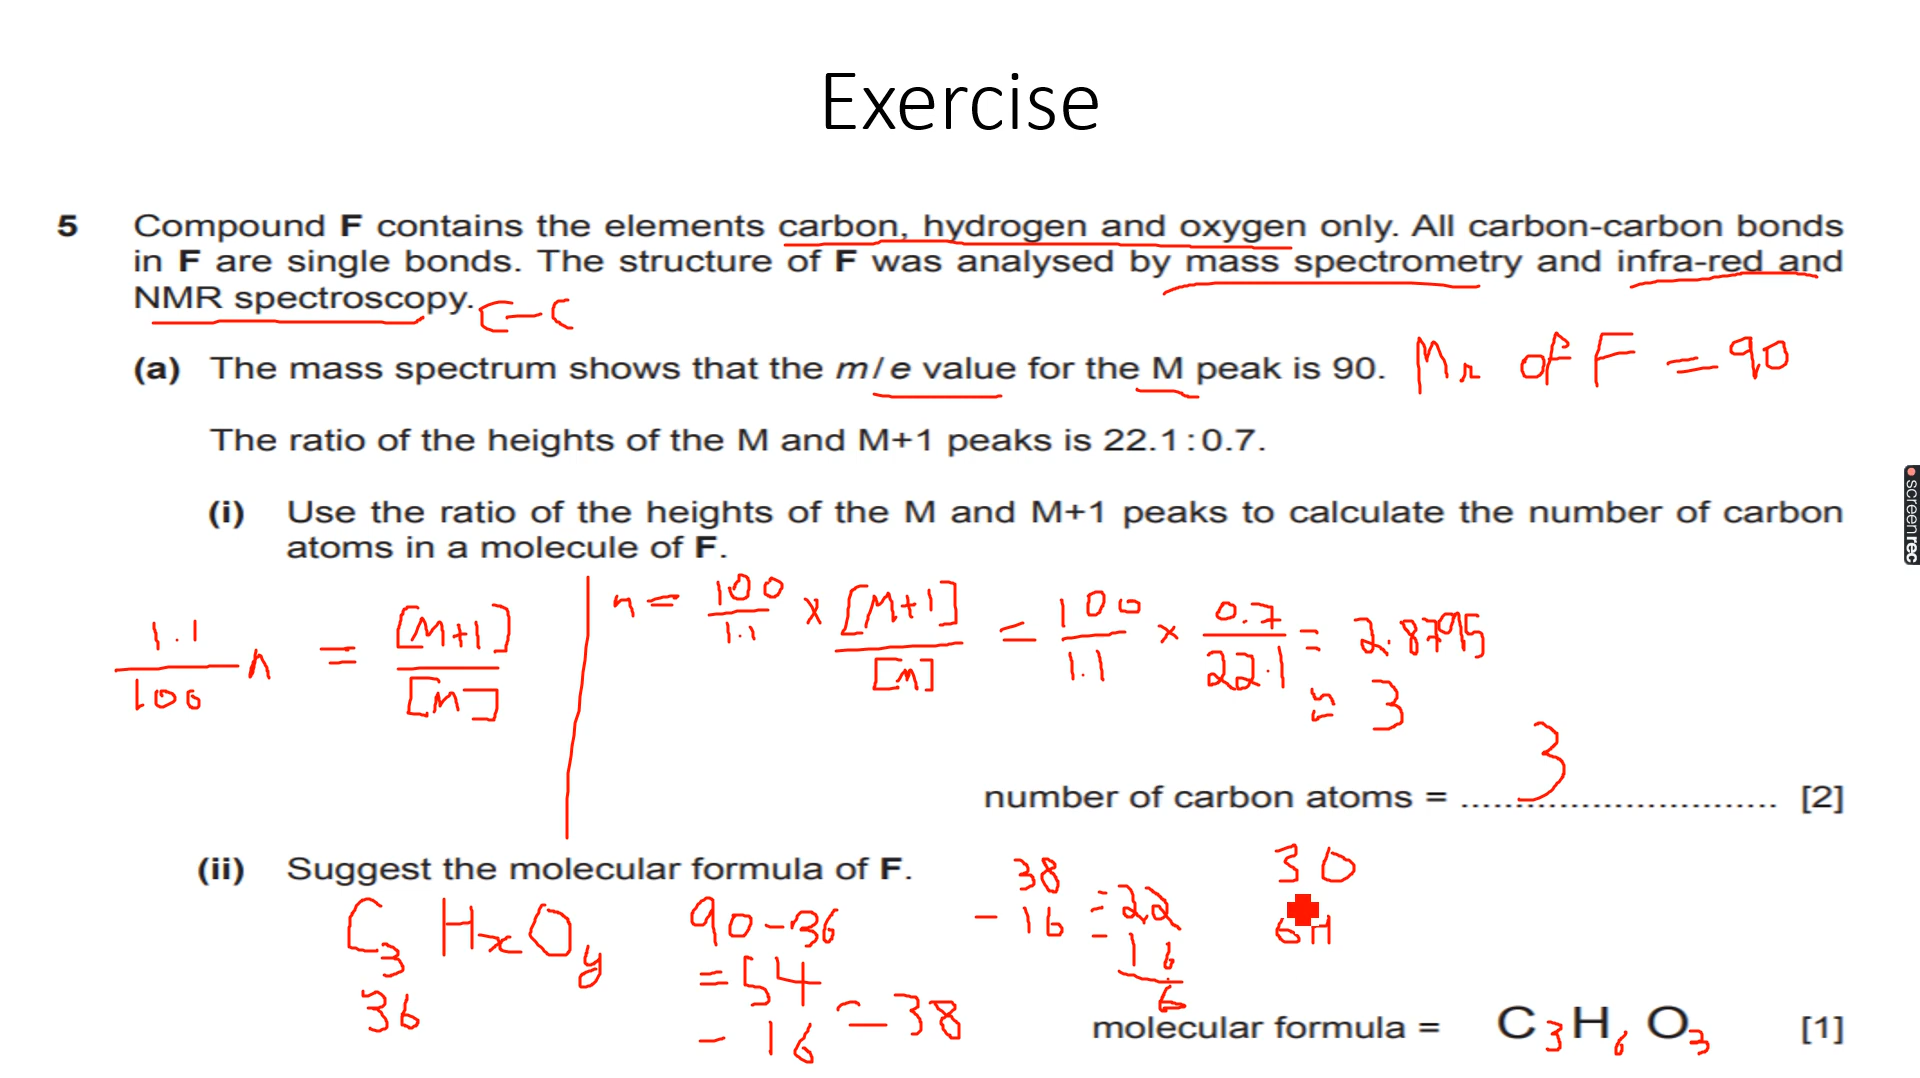 Exercise
5 Compound F contains the elements carbon, hydrogen and oxygen only. All carbon-carbon bonds
in F are single bonds. The structure of F was analysed by mass spectrometry and infra-red and
NMR spectroscopy. C-C
(a) The mass spectrum shows that the m/e value for the M peak is 90. Mr of F = 90
The ratio of the heights of the M and M+1 peaks is 22.1:0.7.
(i) Use the ratio of the heights of the M and M+1 peaks to calculate the number of carbon
atoms in a molecule of F.
1.1/100 n = [M+1]/[M]
n = 100/1.1 x [M+1]/[M] = 100/1.1 x 0.7/22.1 = 2.8795
≈ 3
number of carbon atoms = 3 [2]
(ii) Suggest the molecular formula of F.
C3 HxOy
36
90-36
= 54
- 16 = 38
38
- 16 = 22
16
6
3 O
6H
molecular formula = C3H6O3 [1]
screenrec